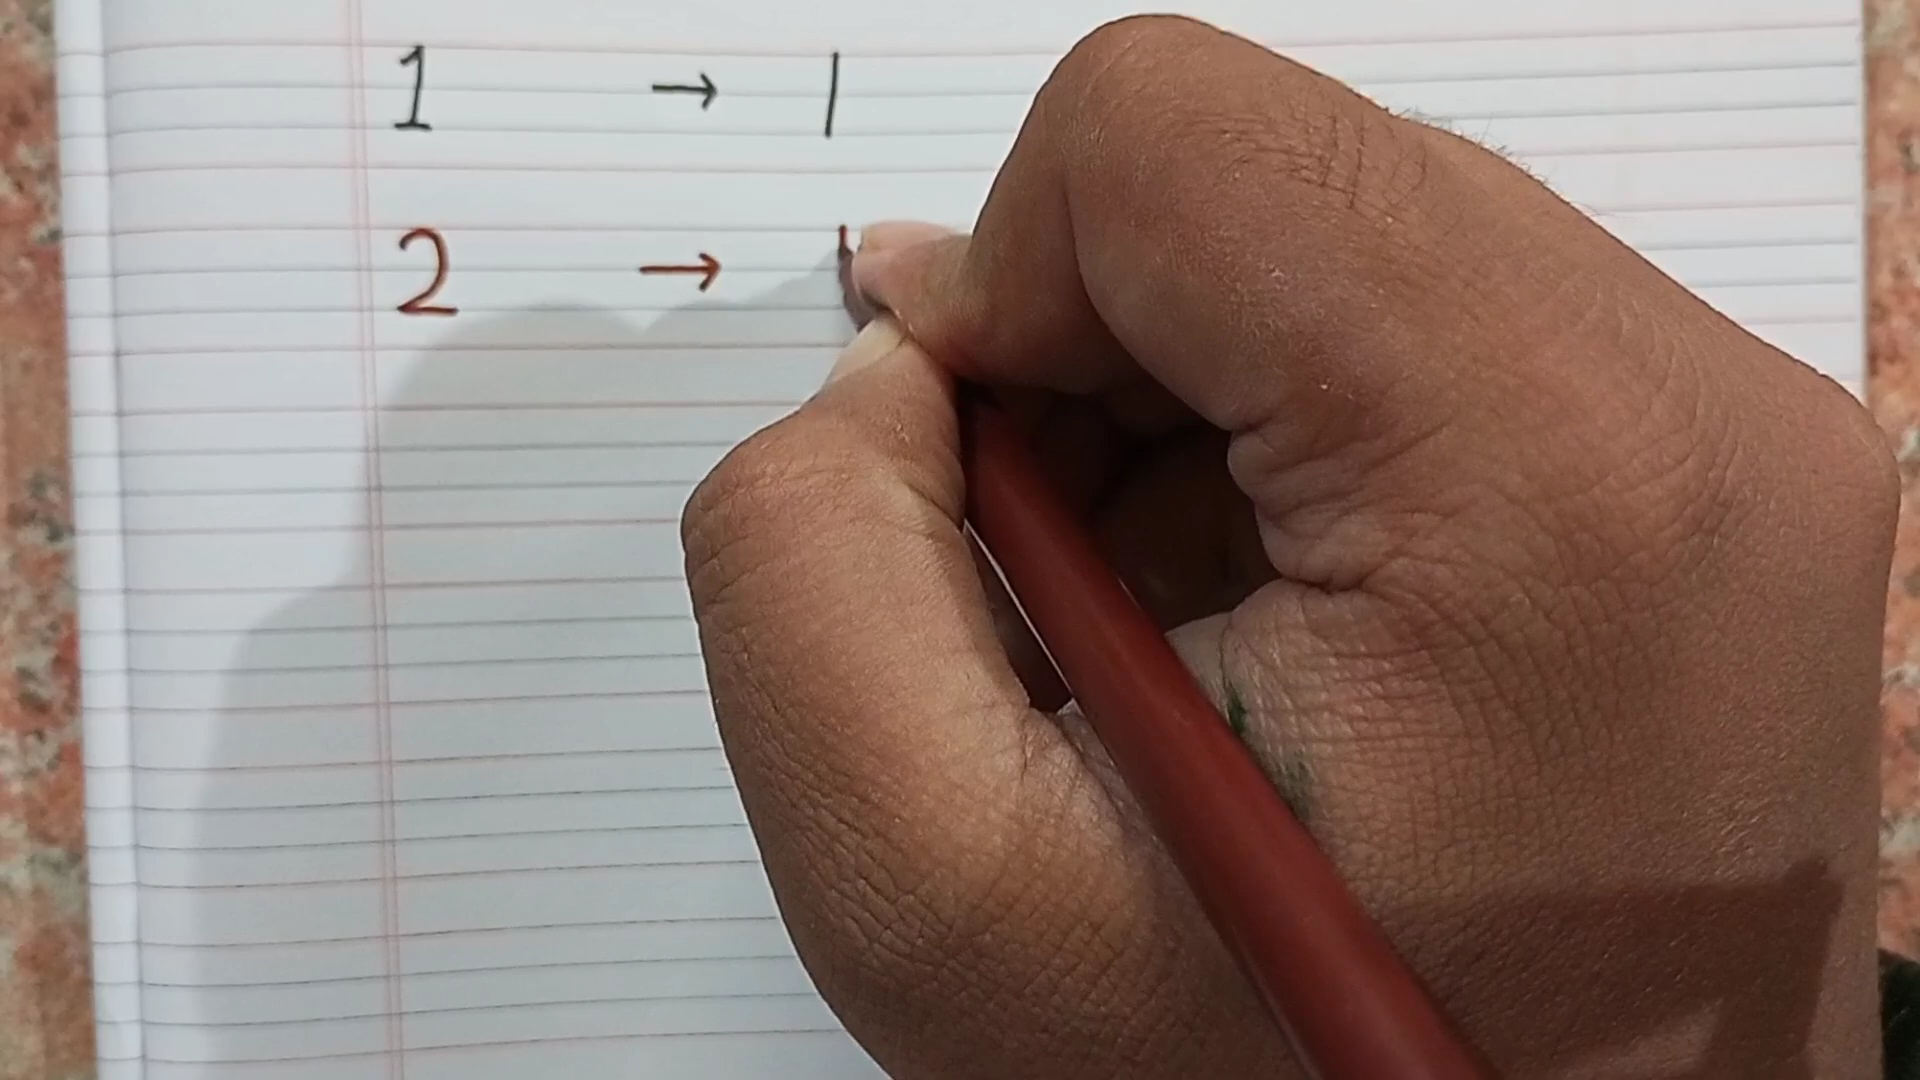 1 → |
2 →